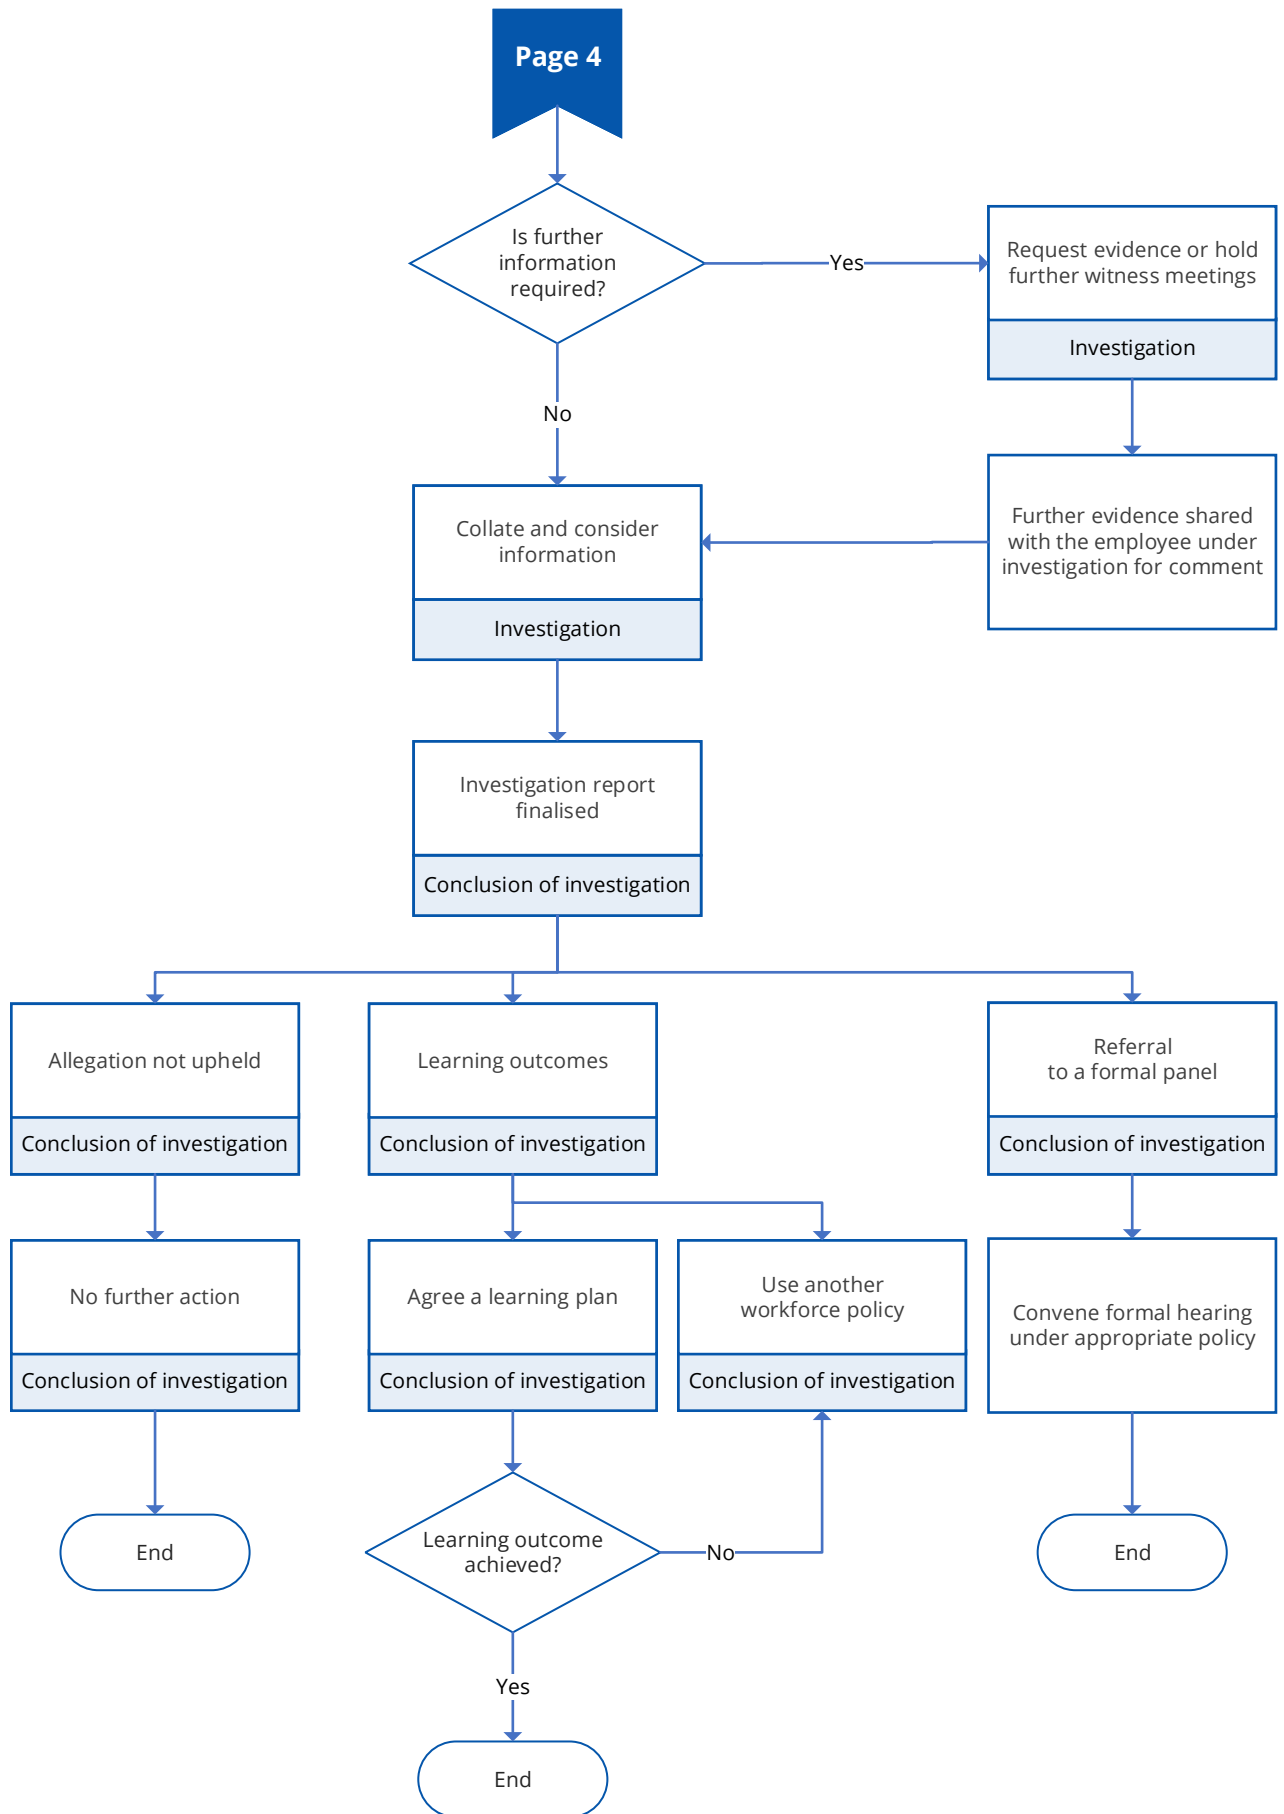 Page 4
Is further
information
required?
Yes
Request evidence or hold
further witness meetings
Investigation
No
Further evidence shared
with the employee under
investigation for comment
Collate and consider
information
Investigation
Investigation report
finalised
Conclusion of investigation
Allegation not upheld
Conclusion of investigation
Learning outcomes
Conclusion of investigation
Referral
to a formal panel
Conclusion of investigation
No further action
Conclusion of investigation
Agree a learning plan
Conclusion of investigation
Use another
workforce policy
Conclusion of investigation
Convene formal hearing
under appropriate policy
End
Learning outcome
achieved?
No
End
Yes
End